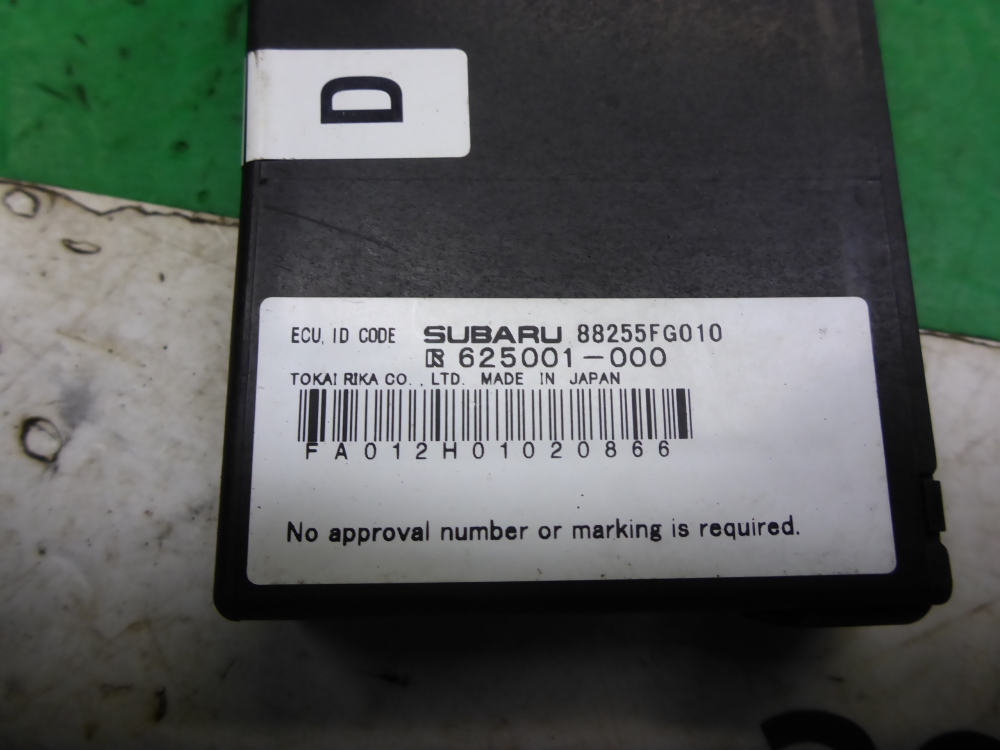 D
ECU, ID CODE SUBARU 88255FG010
625001-000
TOKAI RIKA CO., LTD. MADE IN JAPAN
FA012H01020866
No approval number or marking is required.